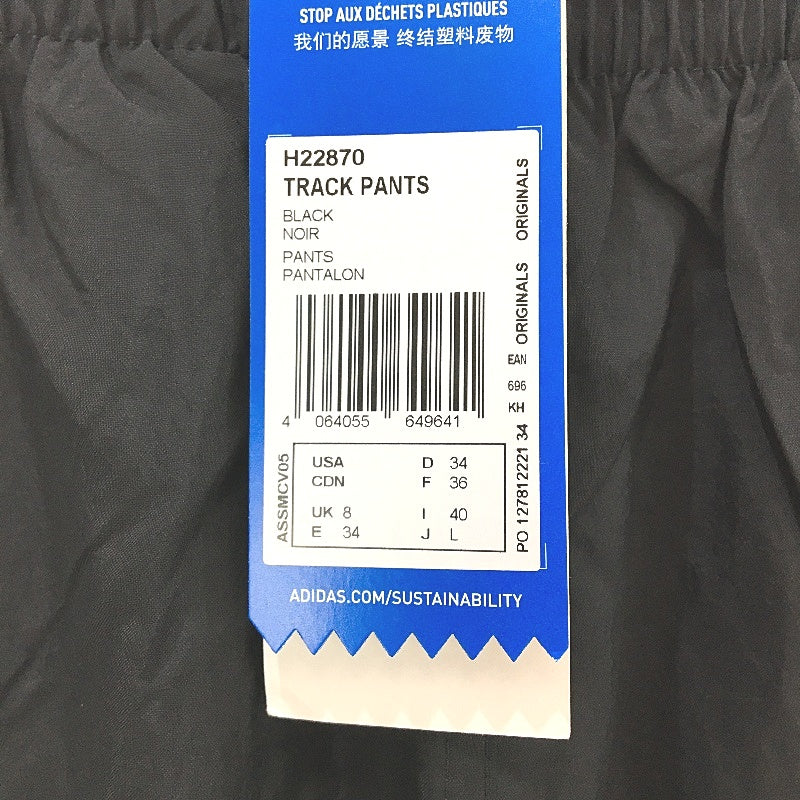 STOP AUX DÉCHETS PLASTIQUES
我们的愿景 终结塑料废物
H22870
TRACK PANTS
BLACK
NOIR
PANTS
PANTALON
4 064055 649641
ORIGINALS
ORIGINALS
EAN
696
KH
PO 127812221 34
ASSMCV05
USA D 34
CDN F 36
UK 8 I 40
E 34 J L
ADIDAS.COM/SUSTAINABILITY